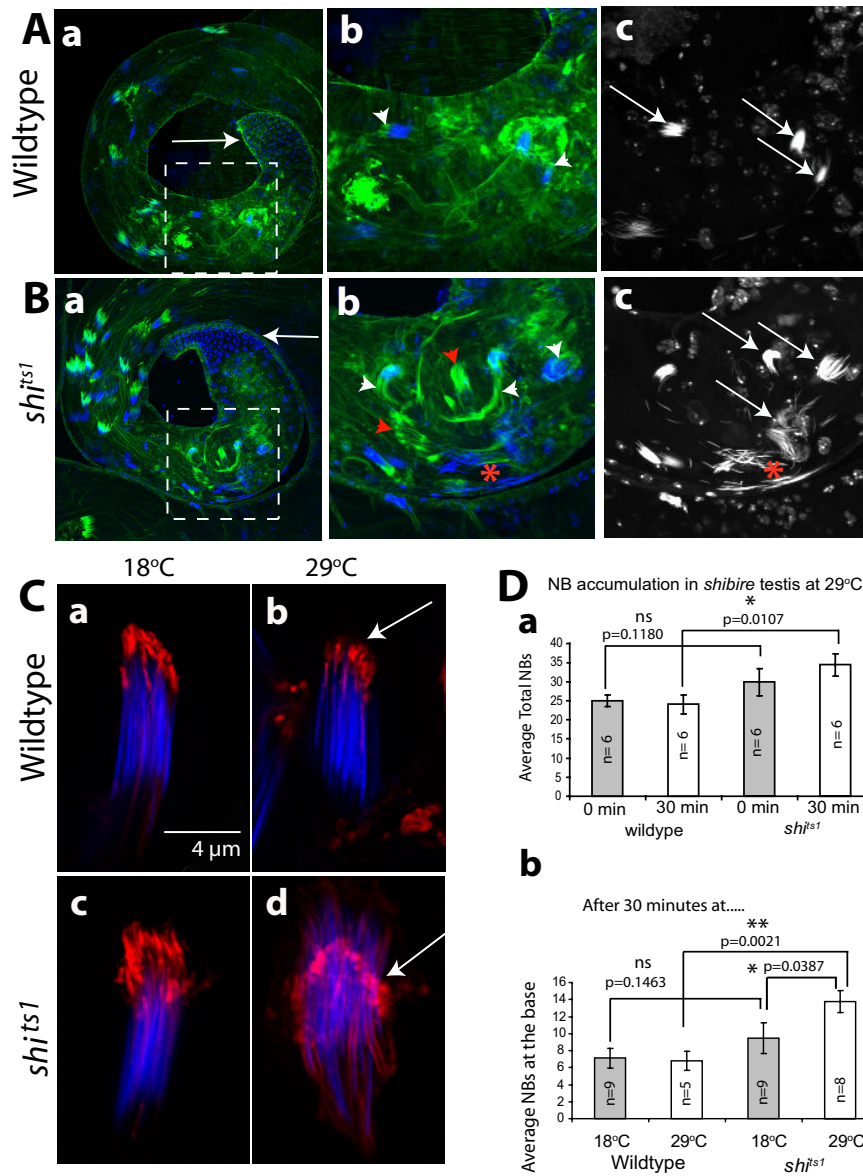 A
a
b
c
Wildtype
B
a
b
c
shi^ts1
*
*
18°C
29°C
C
a
b
Wildtype
4 µm
c
d
shi^ts1
D
NB accumulation in shibire testis at 29°C
a
*
ns
p=0.0107
p=0.1180
Average Total NBs
40
35
30
25
20
15
10
5
0
n= 6
n= 6
n= 6
n= 6
0 min
30 min
0 min
30 min
wildype
shi^ts1
b
After 30 minutes at.....
**
p=0.0021
ns
p=0.1463
*
p=0.0387
Average NBs at the base
16
14
12
10
8
6
4
2
0
n=9
n=5
n=9
n=8
18°C
29°C
18°C
29°C
Wildtype
shi^ts1